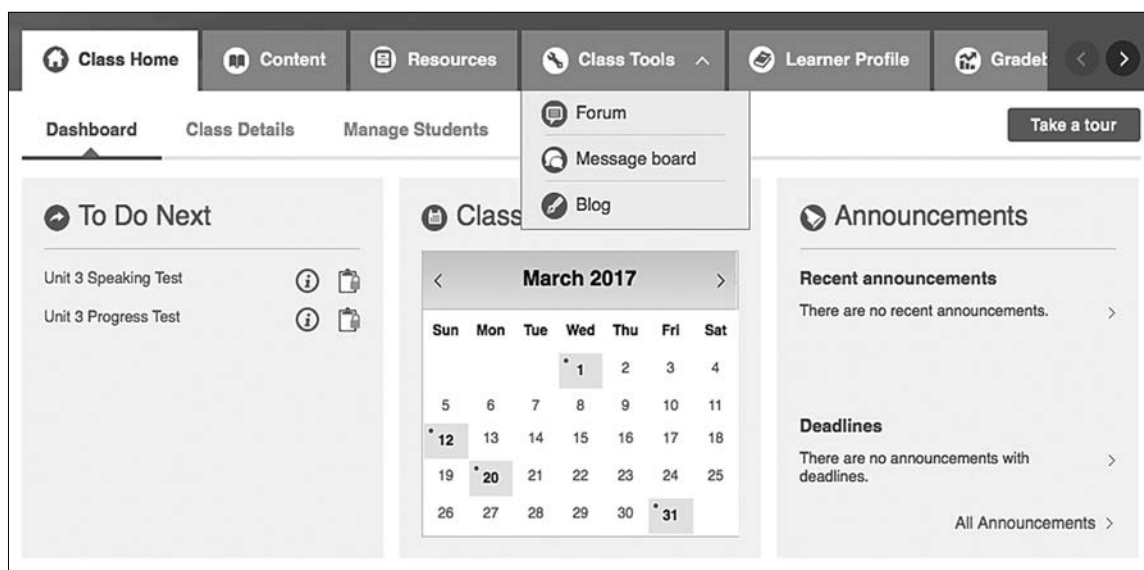 Class Home Content Resources Class Tools Learner Profile
Forum
Message board
Blog
Dashboard Class Details Manage Students Take a tour
To Do Next
Unit 3 Speaking Test
Unit 3 Progress Test
Class
March 2017
Sun Mon Tue Wed Thu Fri Sat
1 2 3 4
5 6 7 8 9 10 11
12 13 14 15 16 17 18
19 20 21 22 23 24 25
26 27 28 29 30 31
Announcements
Recent announcements
There are no recent announcements.
Deadlines
There are no announcements with
deadlines.
All Announcements >